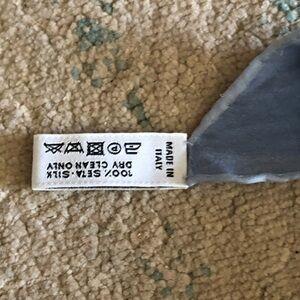 100% SETA - SILK
DRY CLEAN ONLY
P
MADE IN
ITALY